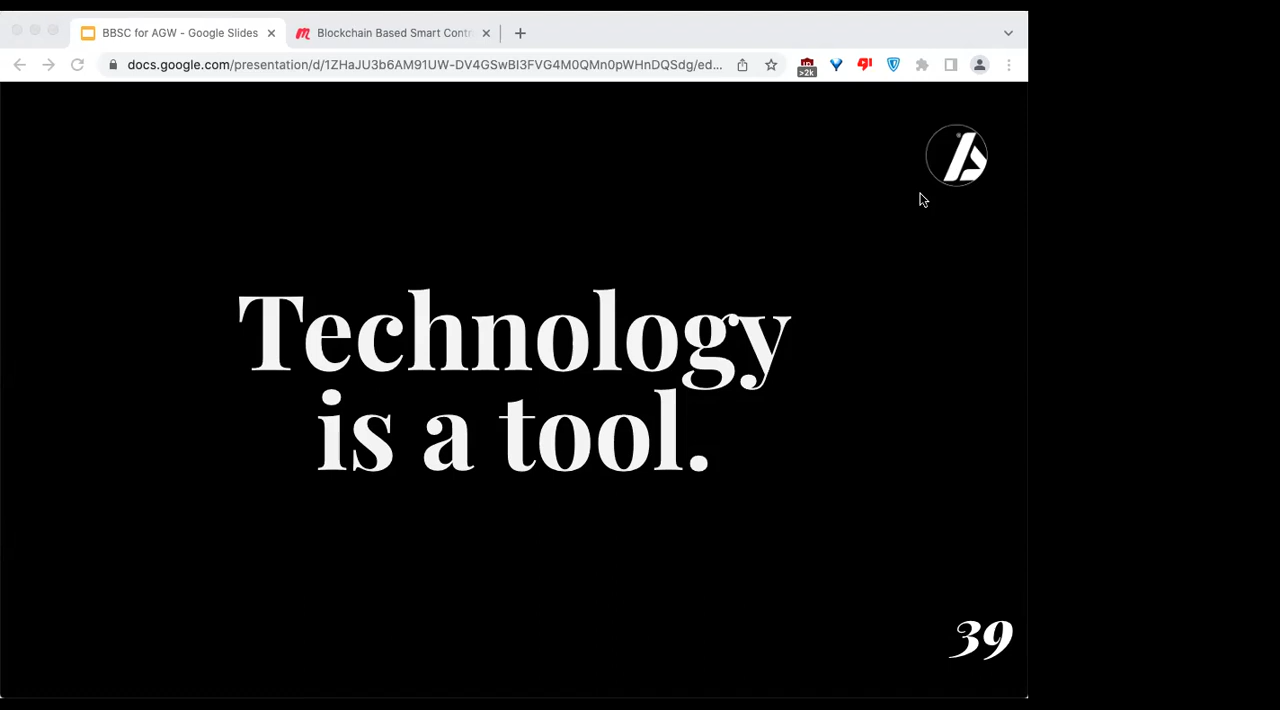 BBSC for AGW - Google Slides
Blockchain Based Smart Contr
docs.google.com/presentation/d/1ZHaJU3b6AM91UW-DV4GSwBI3FVG4M0QMn0pWHnDQSdg/ed...
>2k
Technology
is a tool.
39